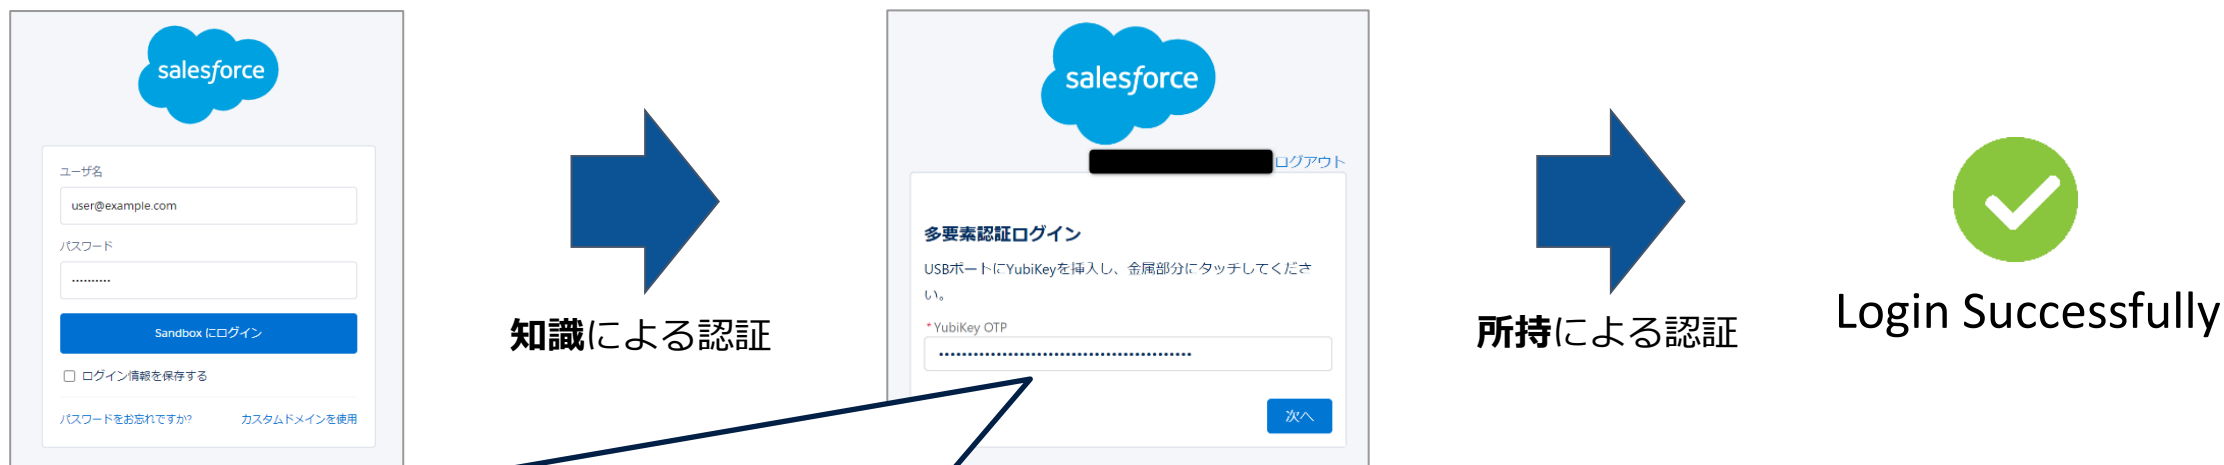 salesforce
ユーザ名
user@example.com
パスワード
••••••••••
Sandbox にログイン
ログイン情報を保存する
パスワードをお忘れですか?
カスタムドメインを使用
知識による認証
salesforce
ログアウト
多要素認証ログイン
USBポートにYubiKeyを挿入し、金属部分にタッチしてくださ
い。
* YubiKey OTP
次へ
所持による認証
Login Successfully